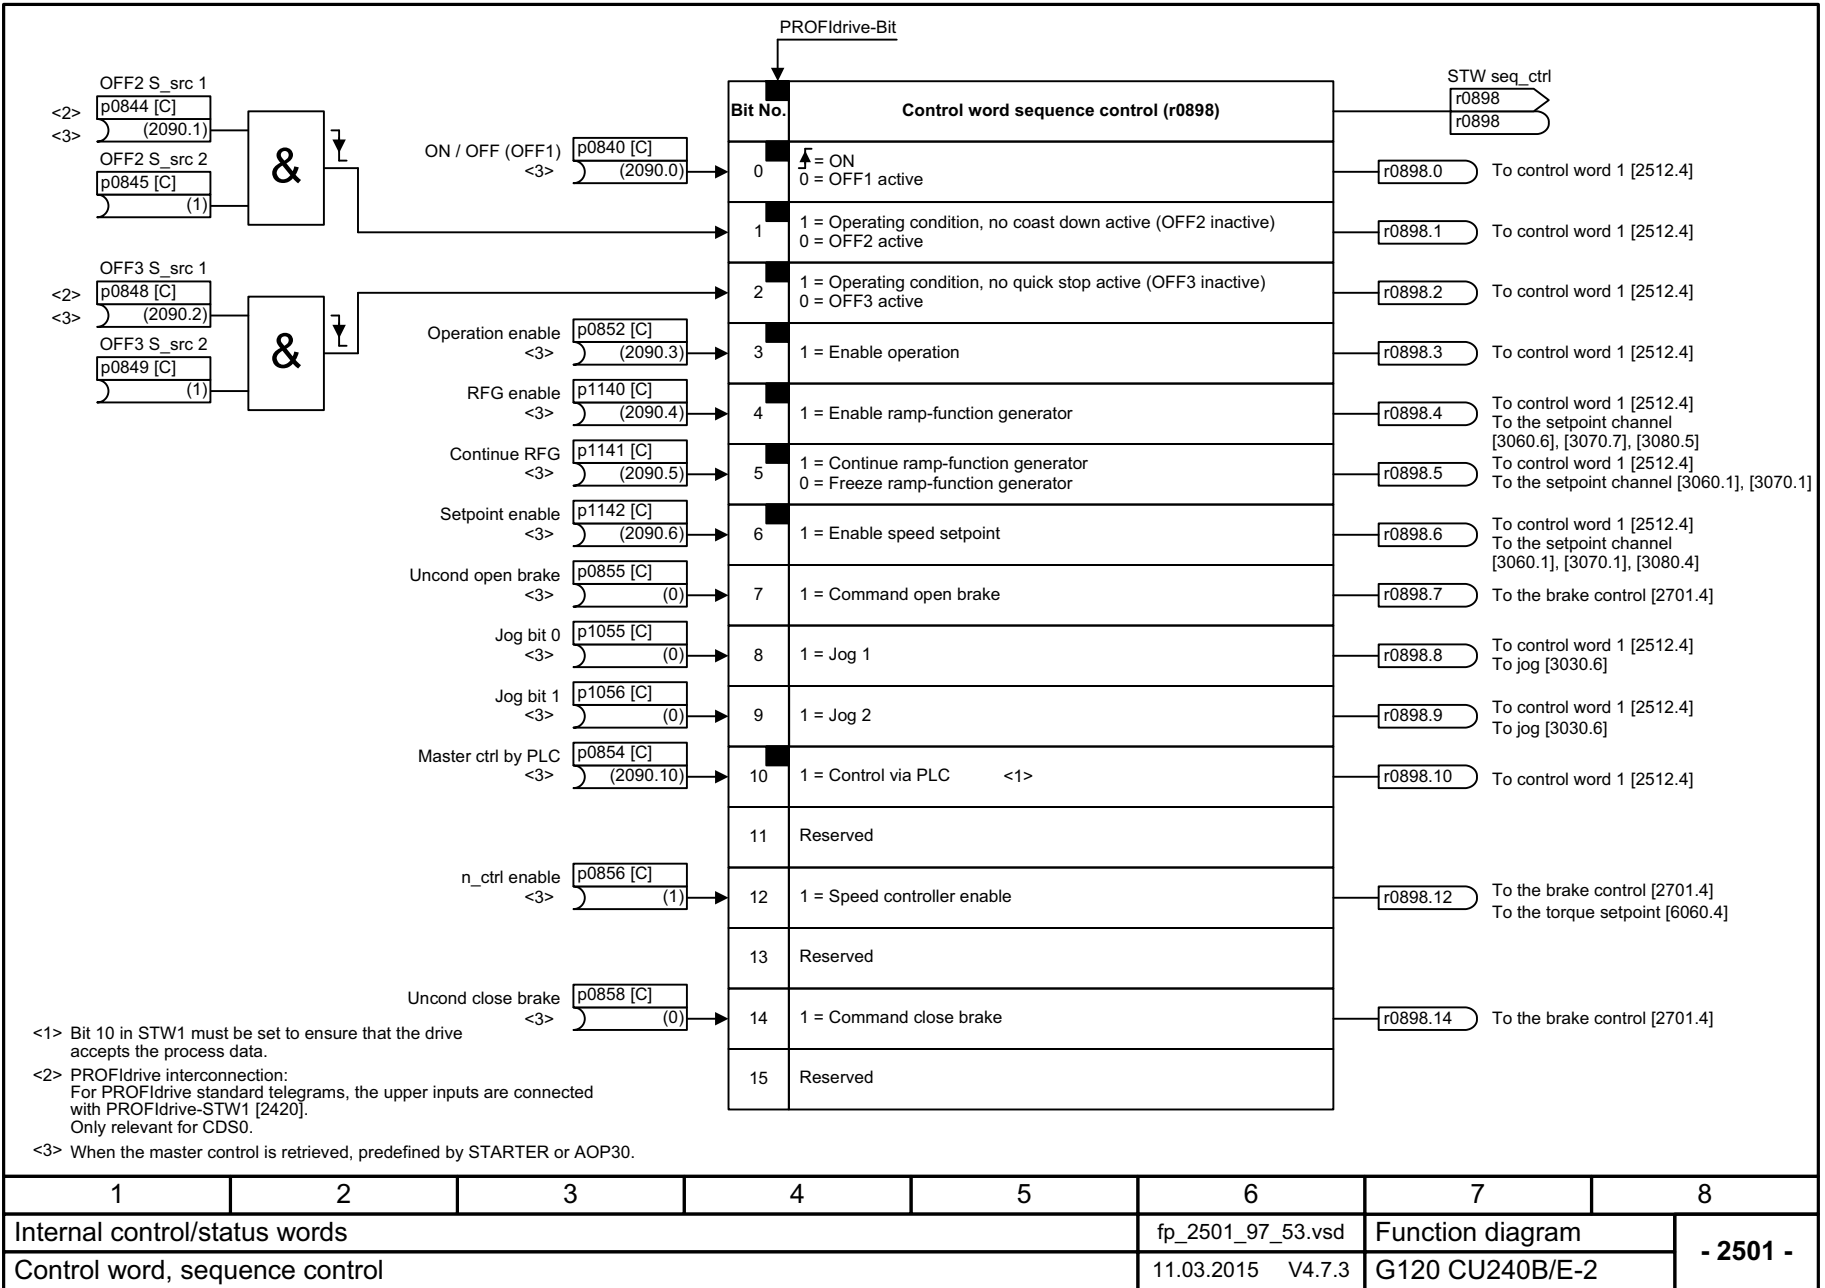 PROFIdrive-Bit
OFF2 S_src 1
<2> p0844 [C]
<3> (2090.1)
OFF2 S_src 2
p0845 [C]
(1)
&
OFF3 S_src 1
<2> p0848 [C]
<3> (2090.2)
OFF3 S_src 2
p0849 [C]
(1)
&
Bit No. Control word sequence control (r0898)
STW seq_ctrl
r0898
r0898
ON / OFF (OFF1) p0840 [C]
<3> (2090.0)
0 = ON
0 = OFF1 active
r0898.0 To control word 1 [2512.4]
1 1 = Operating condition, no coast down active (OFF2 inactive)
0 = OFF2 active
r0898.1 To control word 1 [2512.4]
2 1 = Operating condition, no quick stop active (OFF3 inactive)
0 = OFF3 active
r0898.2 To control word 1 [2512.4]
Operation enable p0852 [C]
<3> (2090.3)
3 1 = Enable operation
r0898.3 To control word 1 [2512.4]
RFG enable p1140 [C]
<3> (2090.4)
4 1 = Enable ramp-function generator
r0898.4 To control word 1 [2512.4]
To the setpoint channel
[3060.6], [3070.7], [3080.5]
Continue RFG p1141 [C]
<3> (2090.5)
5 1 = Continue ramp-function generator
0 = Freeze ramp-function generator
r0898.5 To control word 1 [2512.4]
To the setpoint channel [3060.1], [3070.1]
Setpoint enable p1142 [C]
<3> (2090.6)
6 1 = Enable speed setpoint
r0898.6 To control word 1 [2512.4]
To the setpoint channel
[3060.1], [3070.1], [3080.4]
Uncond open brake p0855 [C]
<3> (0)
7 1 = Command open brake
r0898.7 To the brake control [2701.4]
Jog bit 0 p1055 [C]
<3> (0)
8 1 = Jog 1
r0898.8 To control word 1 [2512.4]
To jog [3030.6]
Jog bit 1 p1056 [C]
<3> (0)
9 1 = Jog 2
r0898.9 To control word 1 [2512.4]
To jog [3030.6]
Master ctrl by PLC p0854 [C]
<3> (2090.10)
10 1 = Control via PLC <1>
r0898.10 To control word 1 [2512.4]
11 Reserved
n_ctrl enable p0856 [C]
<3> (1)
12 1 = Speed controller enable
r0898.12 To the brake control [2701.4]
To the torque setpoint [6060.4]
13 Reserved
Uncond close brake p0858 [C]
<3> (0)
14 1 = Command close brake
r0898.14 To the brake control [2701.4]
15 Reserved
<1> Bit 10 in STW1 must be set to ensure that the drive
accepts the process data.
<2> PROFIdrive interconnection:
For PROFIdrive standard telegrams, the upper inputs are connected
with PROFIdrive-STW1 [2420].
Only relevant for CDS0.
<3> When the master control is retrieved, predefined by STARTER or AOP30.
1 2 3 4 5 6 7 8
Internal control/status words fp_2501_97_53.vsd Function diagram
Control word, sequence control 11.03.2015 V4.7.3 G120 CU240B/E-2
- 2501 -